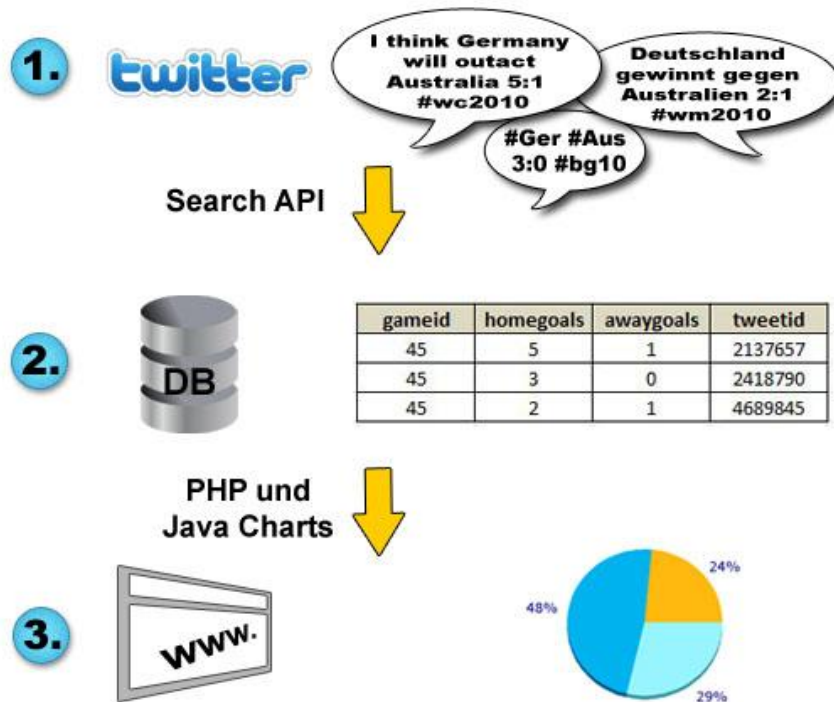 1.
twitter
I think Germany
will outact
Australia 5:1
#wc2010
Deutschland
gewinnt gegen
Australien 2:1
#wm2010
#Ger #Aus
3:0 #bg10
Search API
2.
DB
gameid homegoals awaygoals tweetid
45 5 1 2137657
45 3 0 2418790
45 2 1 4689845
PHP und
Java Charts
3.
www.
24%
48%
29%